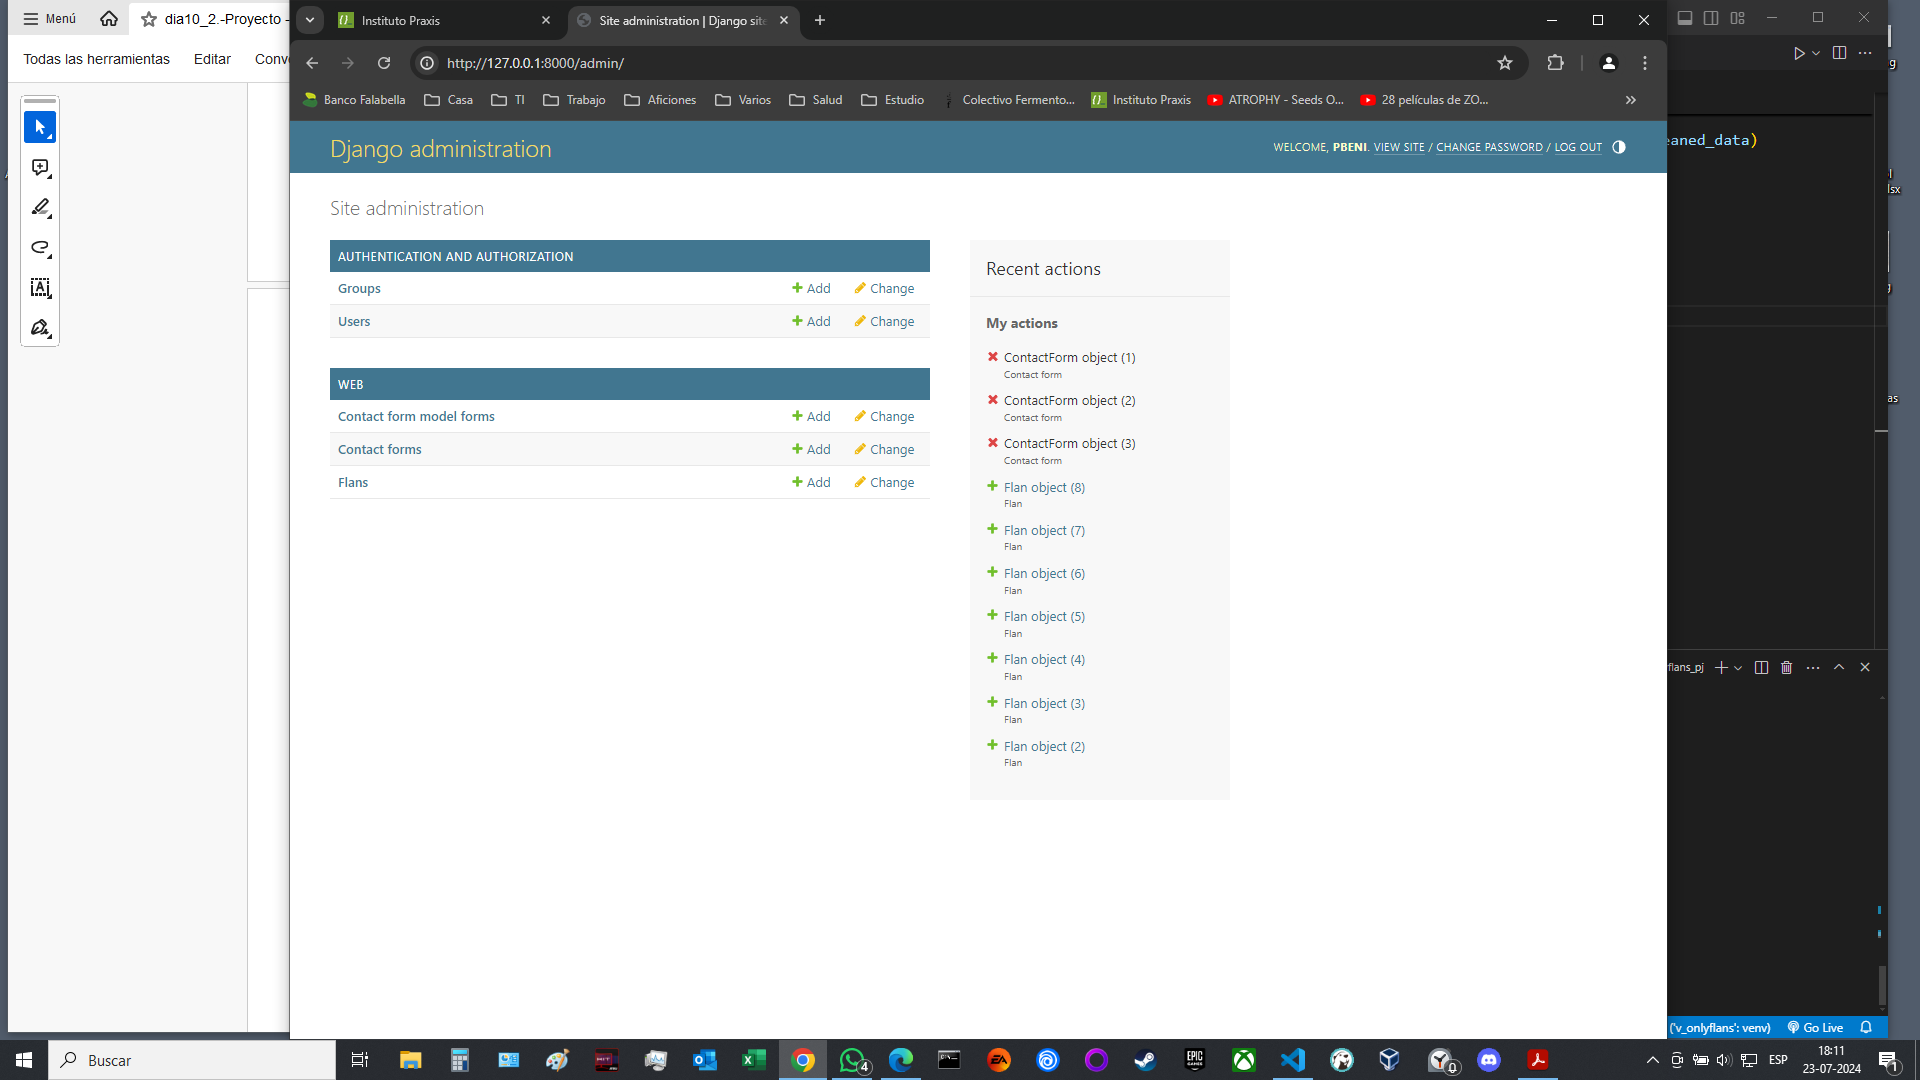 Menú
dia10_2.-Proyecto -
Todas las herramientas
Editar
Instituto Praxis
Site administration | Django site
http://127.0.0.1:8000/admin/
Banco Falabella
Casa
TI
Trabajo
Aficiones
Varios
Salud
Estudio
Colectivo Fermento...
Instituto Praxis
ATROPHY - Seeds O...
28 películas de ZO...
Django administration
WELCOME, PBENI. VIEW SITE / CHANGE PASSWORD / LOG OUT
Site administration
AUTHENTICATION AND AUTHORIZATION
Groups Add Change
Users Add Change
WEB
Contact form model forms Add Change
Contact forms Add Change
Flans Add Change
Recent actions
My actions
ContactForm object (1)
Contact form
ContactForm object (2)
Contact form
ContactForm object (3)
Contact form
Flan object (8)
Flan
Flan object (7)
Flan
Flan object (6)
Flan
Flan object (5)
Flan
Flan object (4)
Flan
Flan object (3)
Flan
Flan object (2)
Flan
eaned_data)
flans_pj
('v_onlyflans': venv)
Go Live
Buscar
4
EPIC GAMES
0
ESP
18:11
23-07-2024
1